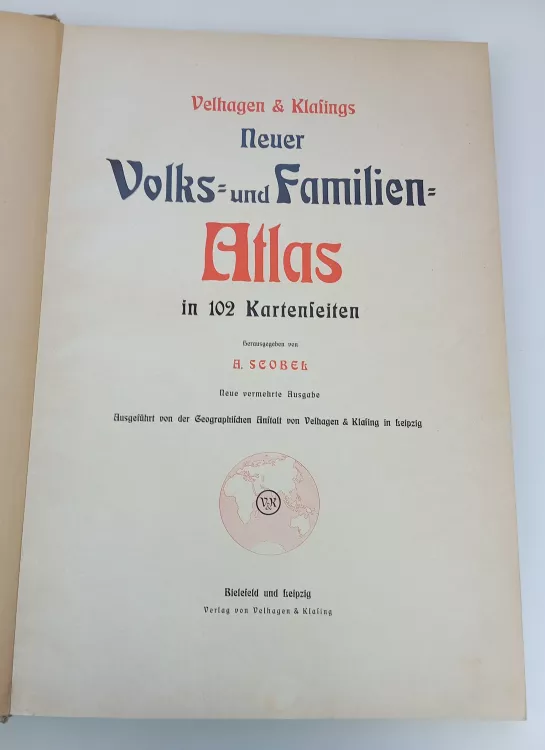 Velhagen & Klaſings
Neuer
Volks- und Familien-
Atlas
in 102 Kartenſeiten
Herausgegeben von
A. SCOBEL
Neue vermehrte Ausgabe
Ausgeführt von der Geographiſchen Anſtalt von Velhagen & Klaſing in Leipzig
V&K
Bielefeld und Leipzig
Verlag von Velhagen & Klaſing